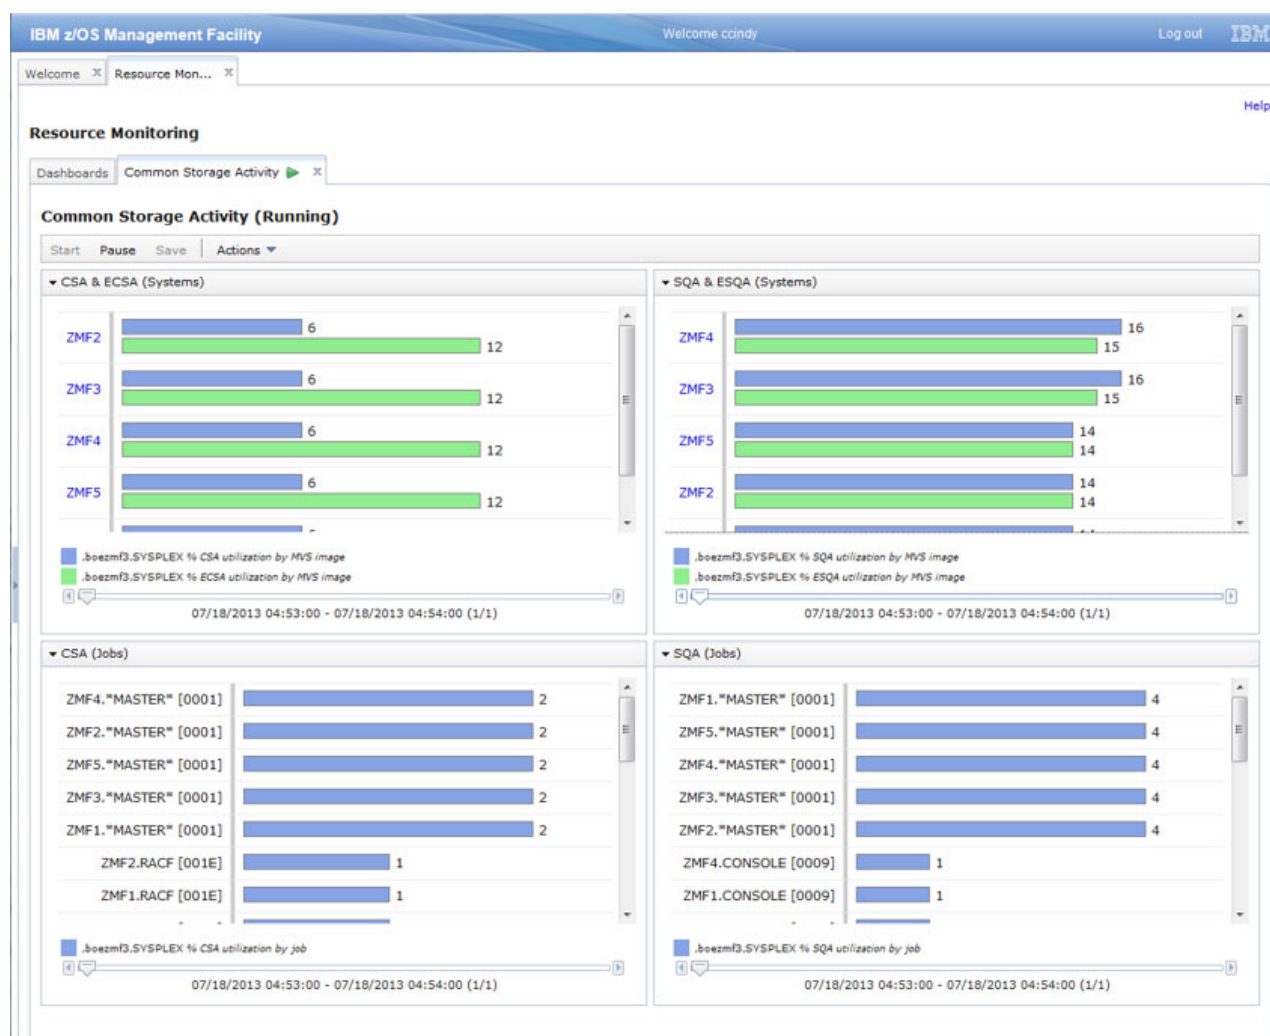 IBM z/OS Management Facility Welcome ccindy Log out IBM
Welcome Resource Mon...
Help
Resource Monitoring
Dashboards Common Storage Activity
Common Storage Activity (Running)
Start Pause Save Actions
CSA & ECSA (Systems)
ZMF2 6
12
ZMF3 6
12
ZMF4 6
12
ZMF5 6
12
.boezmf3.SYSPLEX % CSA utilization by MVS image
.boezmf3.SYSPLEX % ECSA utilization by MVS image
07/18/2013 04:53:00 - 07/18/2013 04:54:00 (1/1)
SQA & ESQA (Systems)
ZMF4 16
15
ZMF3 16
15
ZMF5 14
14
ZMF2 14
14
.boezmf3.SYSPLEX % SQA utilization by MVS image
.boezmf3.SYSPLEX % ESQA utilization by MVS image
07/18/2013 04:53:00 - 07/18/2013 04:54:00 (1/1)
CSA (Jobs)
ZMF4."MASTER" [0001] 2
ZMF2."MASTER" [0001] 2
ZMF5."MASTER" [0001] 2
ZMF3."MASTER" [0001] 2
ZMF1."MASTER" [0001] 2
ZMF2.RACF [001E] 1
ZMF1.RACF [001E] 1
.boezmf3.SYSPLEX % CSA utilization by job
07/18/2013 04:53:00 - 07/18/2013 04:54:00 (1/1)
SQA (Jobs)
ZMF1."MASTER" [0001] 4
ZMF5."MASTER" [0001] 4
ZMF4."MASTER" [0001] 4
ZMF3."MASTER" [0001] 4
ZMF2."MASTER" [0001] 4
ZMF4.CONSOLE [0009] 1
ZMF1.CONSOLE [0009] 1
.boezmf3.SYSPLEX % SQA utilization by job
07/18/2013 04:53:00 - 07/18/2013 04:54:00 (1/1)